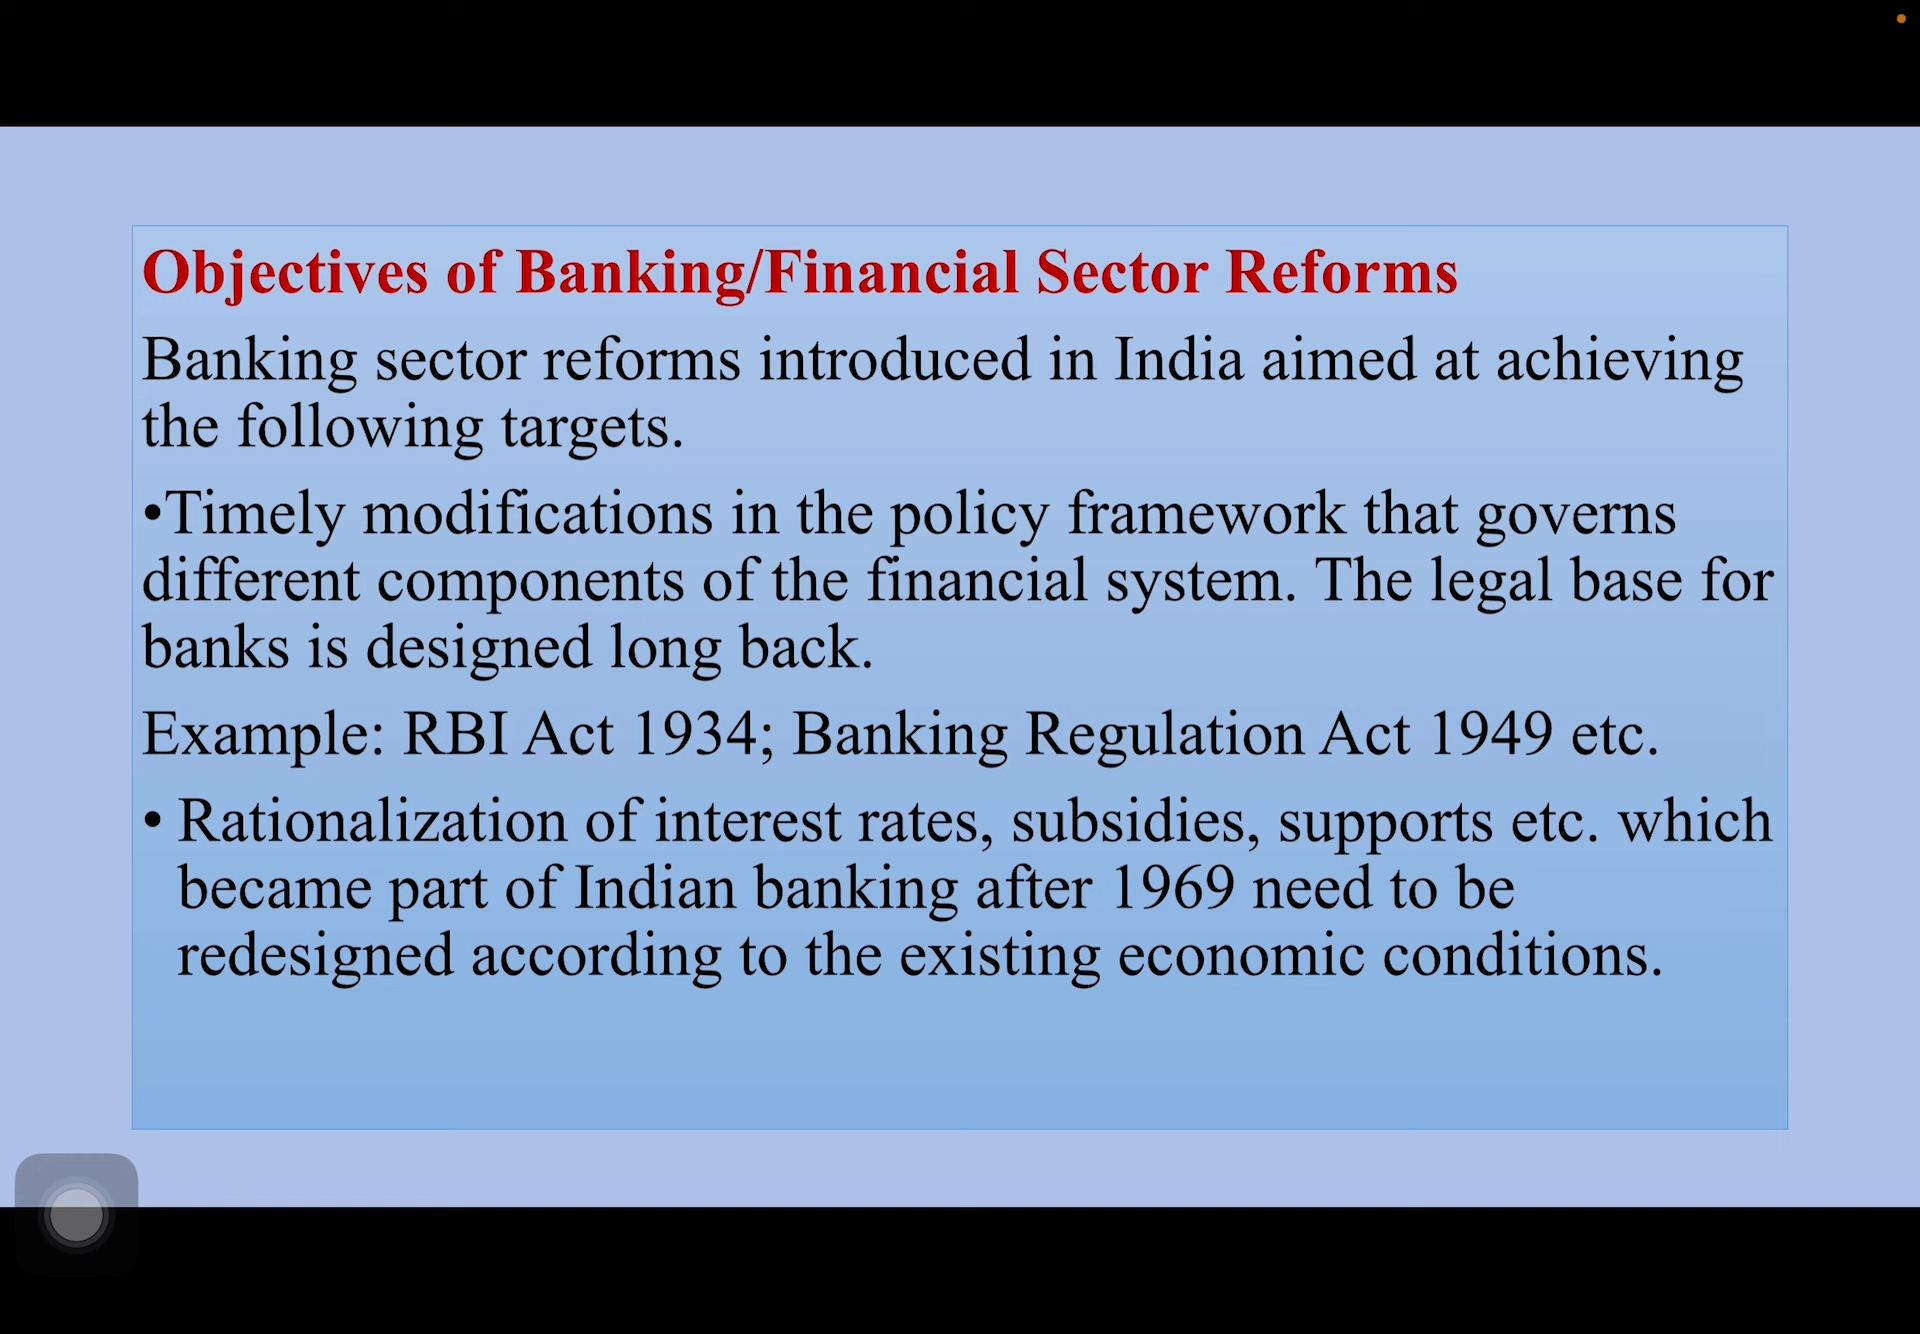 Objectives of Banking/Financial Sector Reforms
Banking sector reforms introduced in India aimed at achieving
the following targets.
•Timely modifications in the policy framework that governs
different components of the financial system. The legal base for
banks is designed long back.
Example: RBI Act 1934; Banking Regulation Act 1949 etc.
• Rationalization of interest rates, subsidies, supports etc. which
became part of Indian banking after 1969 need to be
redesigned according to the existing economic conditions.